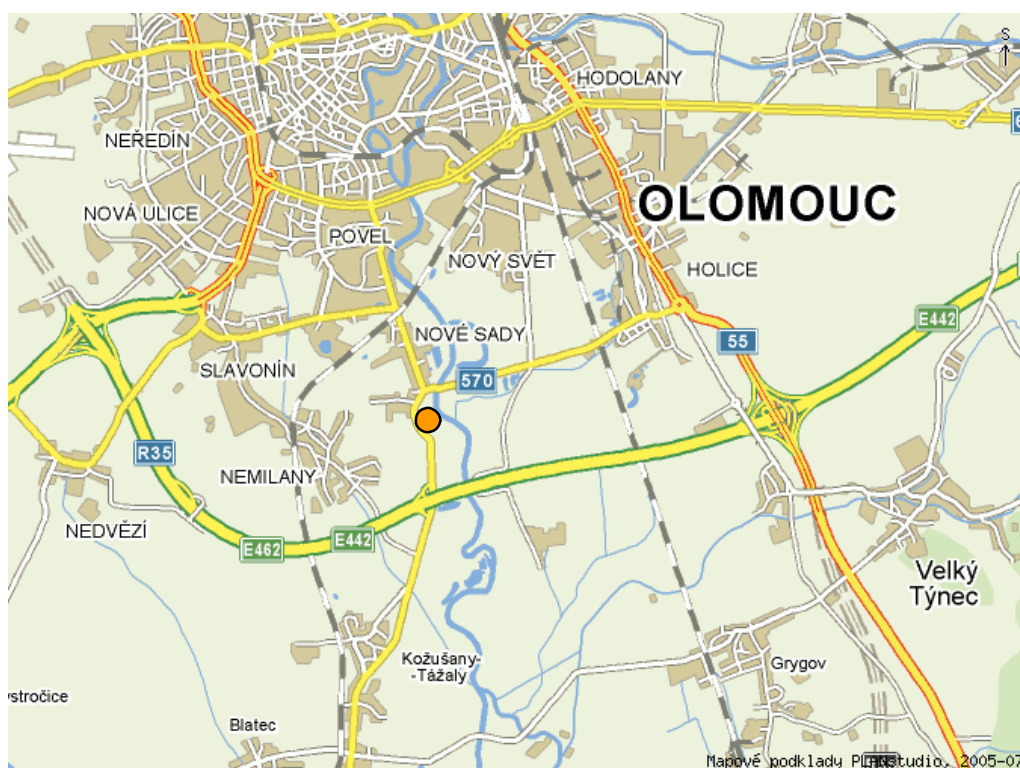 S
HODOLANY
NEŘEDÍN
OLOMOUC
NOVÁ ULICE
POVEL
NOVÝ SVĚT
HOLICE
E442
NOVÉ SADY
55
SLAVONÍN
570
R35
NEMILANY
NEDVĚZÍ
E462
E442
Velký
Týnec
Kožušany-
-Tážaly
Grygov
Blatec
Mapové podklady
2005-07